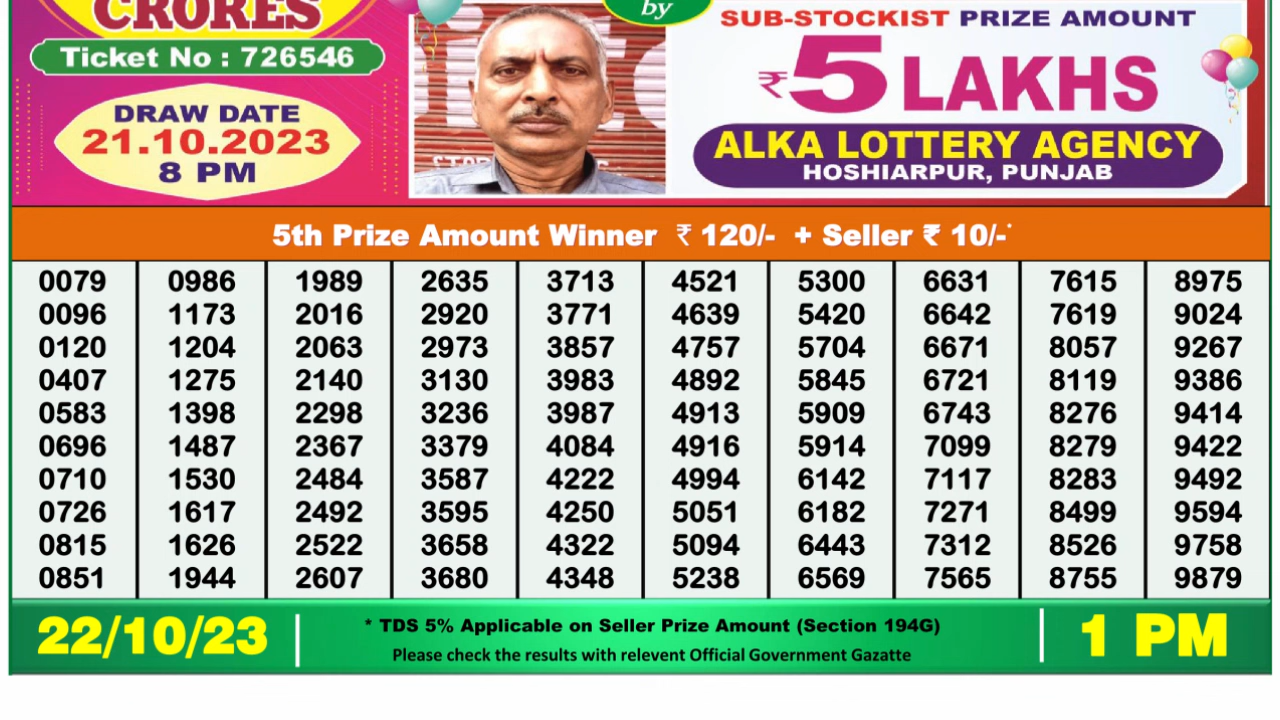 CRORES
Ticket No : 726546
DRAW DATE
21.10.2023
8 PM
by
SUB-STOCKIST PRIZE AMOUNT
₹5 LAKHS
ALKA LOTTERY AGENCY
HOSHIARPUR, PUNJAB
5th Prize Amount Winner ₹ 120/- + Seller ₹ 10/-*
0079 0986 1989 2635 3713 4521 5300 6631 7615 8975
0096 1173 2016 2920 3771 4639 5420 6642 7619 9024
0120 1204 2063 2973 3857 4757 5704 6671 8057 9267
0407 1275 2140 3130 3983 4892 5845 6721 8119 9386
0583 1398 2298 3236 3987 4913 5909 6743 8276 9414
0696 1487 2367 3379 4084 4916 5914 7099 8279 9422
0710 1530 2484 3587 4222 4994 6142 7117 8283 9492
0726 1617 2492 3595 4250 5051 6182 7271 8499 9594
0815 1626 2522 3658 4322 5094 6443 7312 8526 9758
0851 1944 2607 3680 4348 5238 6569 7565 8755 9879
22/10/23
* TDS 5% Applicable on Seller Prize Amount (Section 194G)
Please check the results with relevent Official Government Gazatte
1 PM